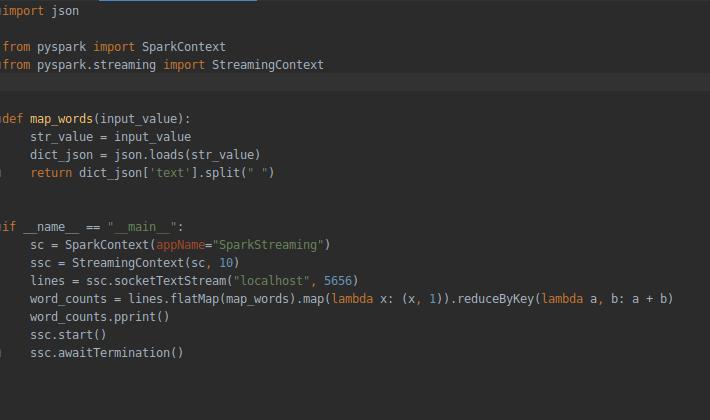 import json
from pyspark import SparkContext
from pyspark.streaming import StreamingContext
def map_words(input_value):
    str_value = input_value
    dict_json = json.loads(str_value)
    return dict_json['text'].split(" ")
if __name__ == "__main__":
    sc = SparkContext(appName="SparkStreaming")
    ssc = StreamingContext(sc, 10)
    lines = ssc.socketTextStream("localhost", 5656)
    word_counts = lines.flatMap(map_words).map(lambda x: (x, 1)).reduceByKey(lambda a, b: a + b)
    word_counts.pprint()
    ssc.start()
    ssc.awaitTermination()